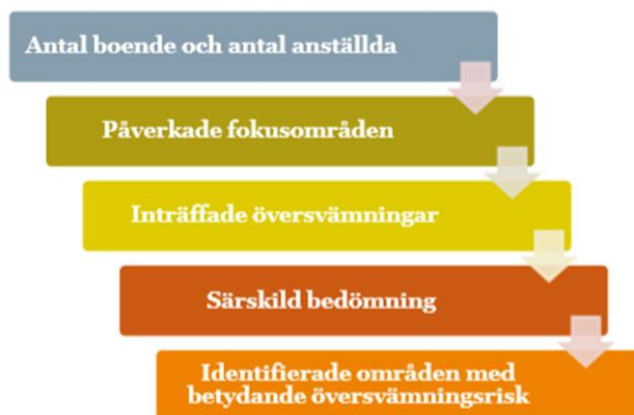 Antal boende och antal anställda
Påverkade fokusområden
Inträffade översvämningar
Särskild bedömning
Identifierade områden med
betydande översvämningsrisk